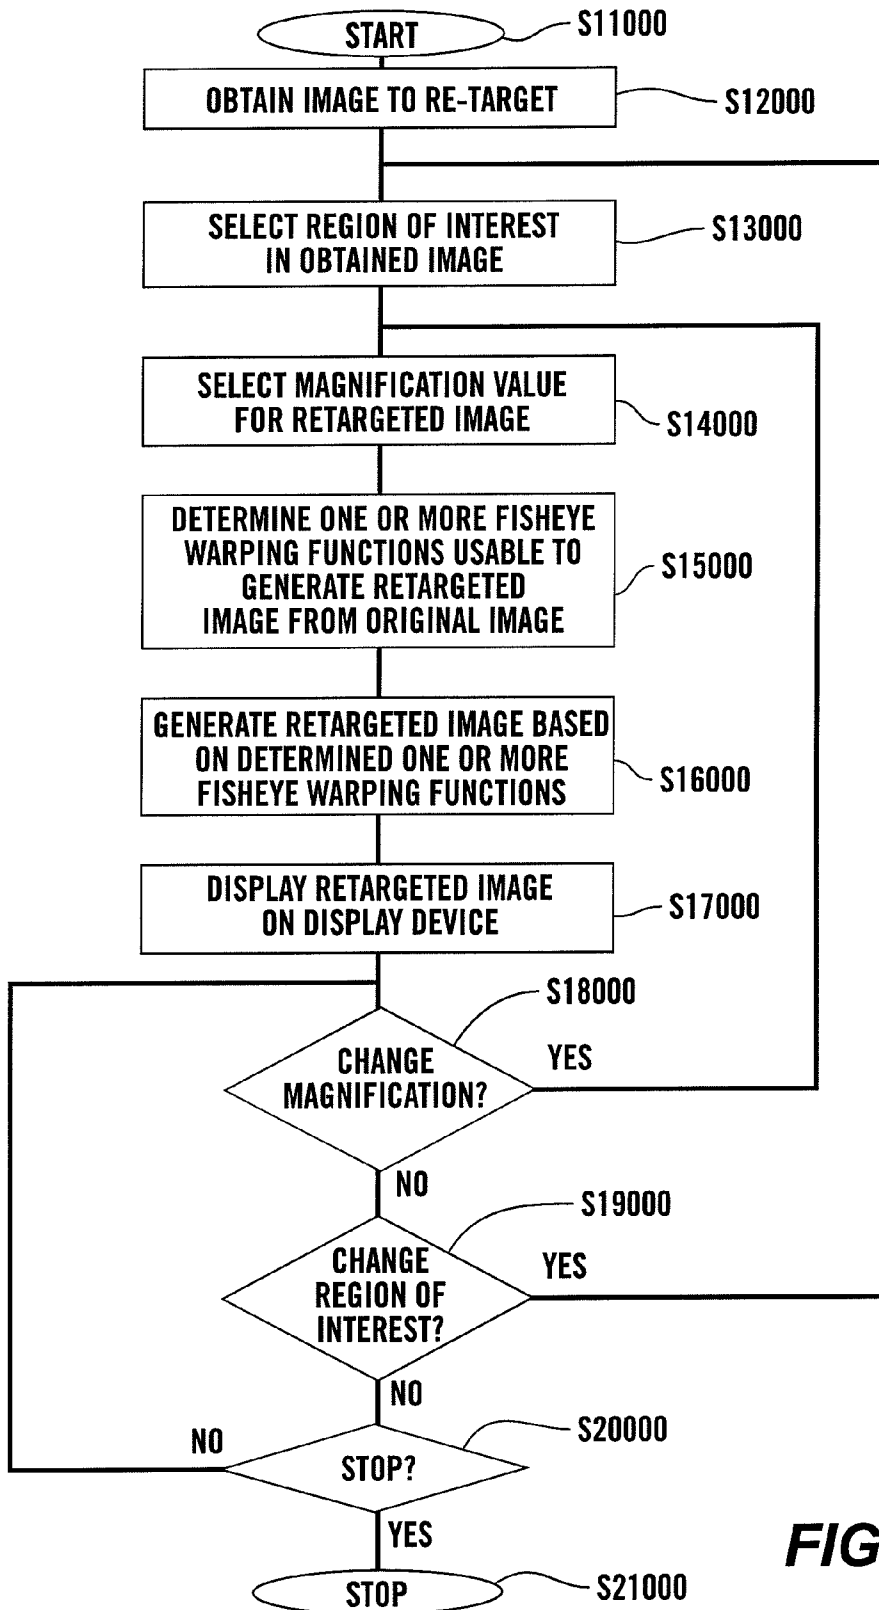 START
S11000
OBTAIN IMAGE TO RE-TARGET
S12000
SELECT REGION OF INTEREST
IN OBTAINED IMAGE
S13000
SELECT MAGNIFICATION VALUE
FOR RETARGETED IMAGE
S14000
DETERMINE ONE OR MORE FISHEYE
WARPING FUNCTIONS USABLE TO
GENERATE RETARGETED
IMAGE FROM ORIGINAL IMAGE
S15000
GENERATE RETARGETED IMAGE BASED
ON DETERMINED ONE OR MORE
FISHEYE WARPING FUNCTIONS
S16000
DISPLAY RETARGETED IMAGE
ON DISPLAY DEVICE
S17000
S18000
CHANGE
MAGNIFICATION?
YES
NO
S19000
CHANGE
REGION OF
INTEREST?
YES
NO
S20000
NO
STOP?
YES
FIG
STOP
S21000